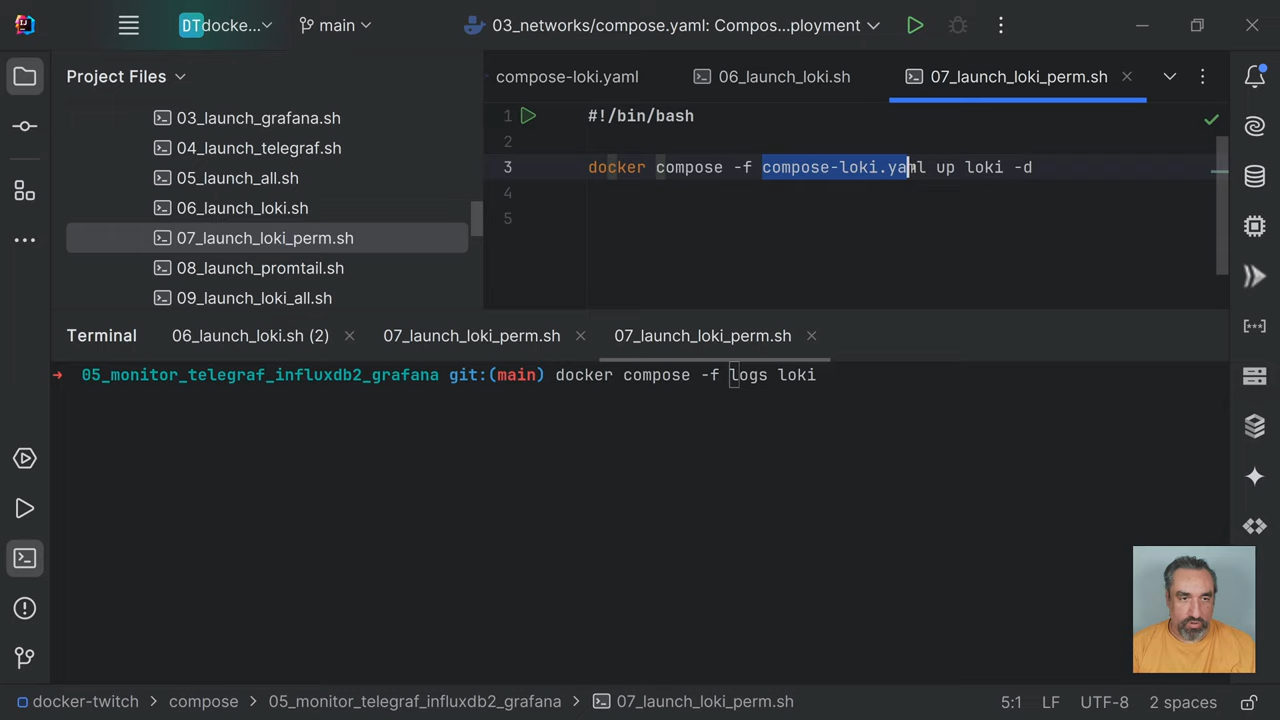 DT docke... main 03_networks/compose.yaml: Compos...ployment
Project Files
03_launch_grafana.sh
04_launch_telegraf.sh
05_launch_all.sh
06_launch_loki.sh
07_launch_loki_perm.sh
08_launch_promtail.sh
09_launch_loki_all.sh
compose-loki.yaml 06_launch_loki.sh 07_launch_loki_perm.sh
1 #!/bin/bash
2
3 docker compose -f compose-loki.yaml up loki -d
4
5
Terminal 06_launch_loki.sh (2) 07_launch_loki_perm.sh 07_launch_loki_perm.sh
→ 05_monitor_telegraf_influxdb2_grafana git:(main) docker compose -f logs loki
docker-twitch > compose > 05_monitor_telegraf_influxdb2_grafana > 07_launch_loki_perm.sh 5:1 LF UTF-8 2 spaces